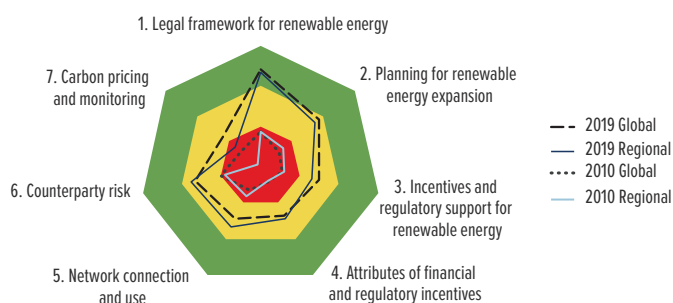 1. Legal framework for renewable energy
7. Carbon pricing
and monitoring
2. Planning for renewable
energy expansion
2019 Global
2019 Regional
2010 Global
2010 Regional
6. Counterparty risk
3. Incentives and
regulatory support for
renewable energy
5. Network connection
and use
4. Attributes of financial
and regulatory incentives